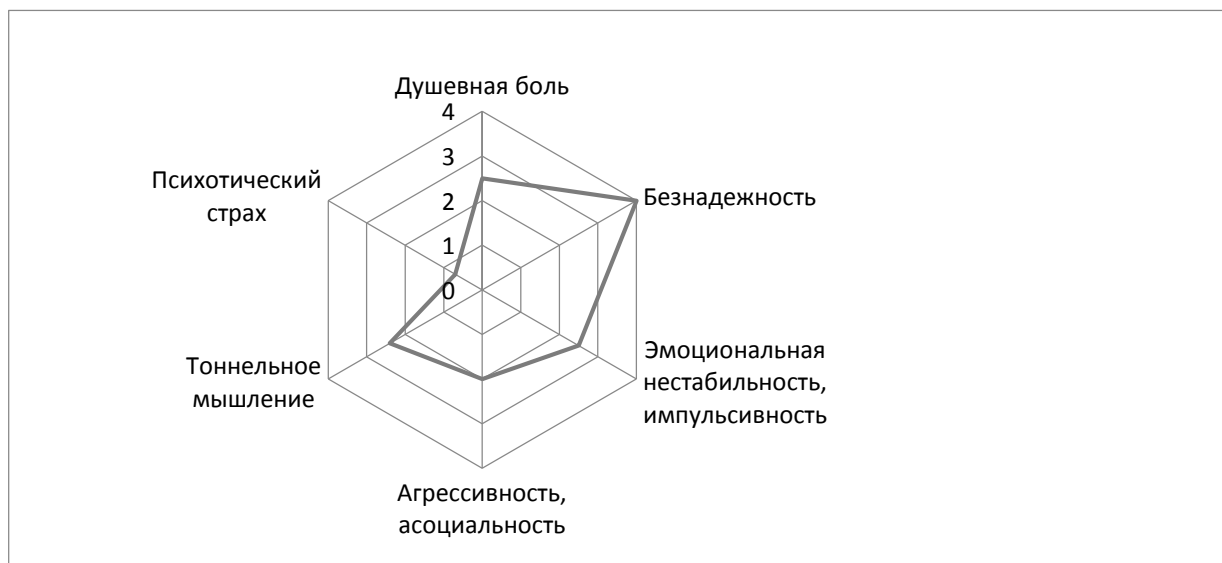 Душевная боль
4
3
2
1
0
Безнадежность
Эмоциональная
нестабильность,
импульсивность
Агрессивность,
асоциальность
Тоннельное
мышление
Психотический
страх